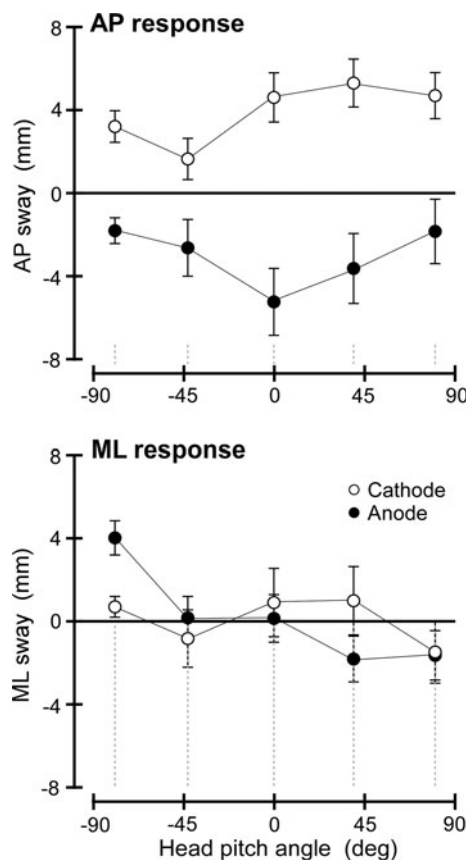 AP response
8
4
0
-4
-8
AP sway (mm)
-90 -45 0 45 90
ML response
8
4
0
-4
-8
ML sway (mm)
Cathode
Anode
-90 -45 0 45 90
Head pitch angle (deg)